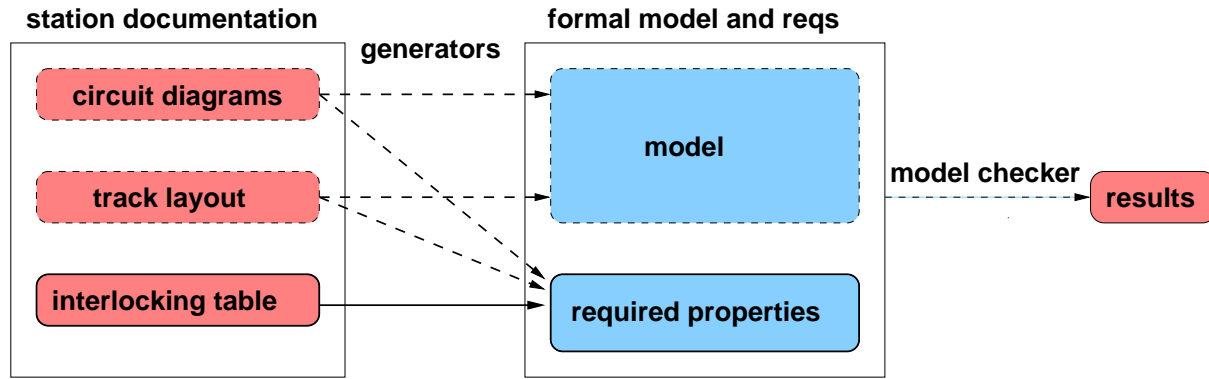 station documentation
formal model and reqs
generators
circuit diagrams
model
track layout
model checker
results
interlocking table
required properties